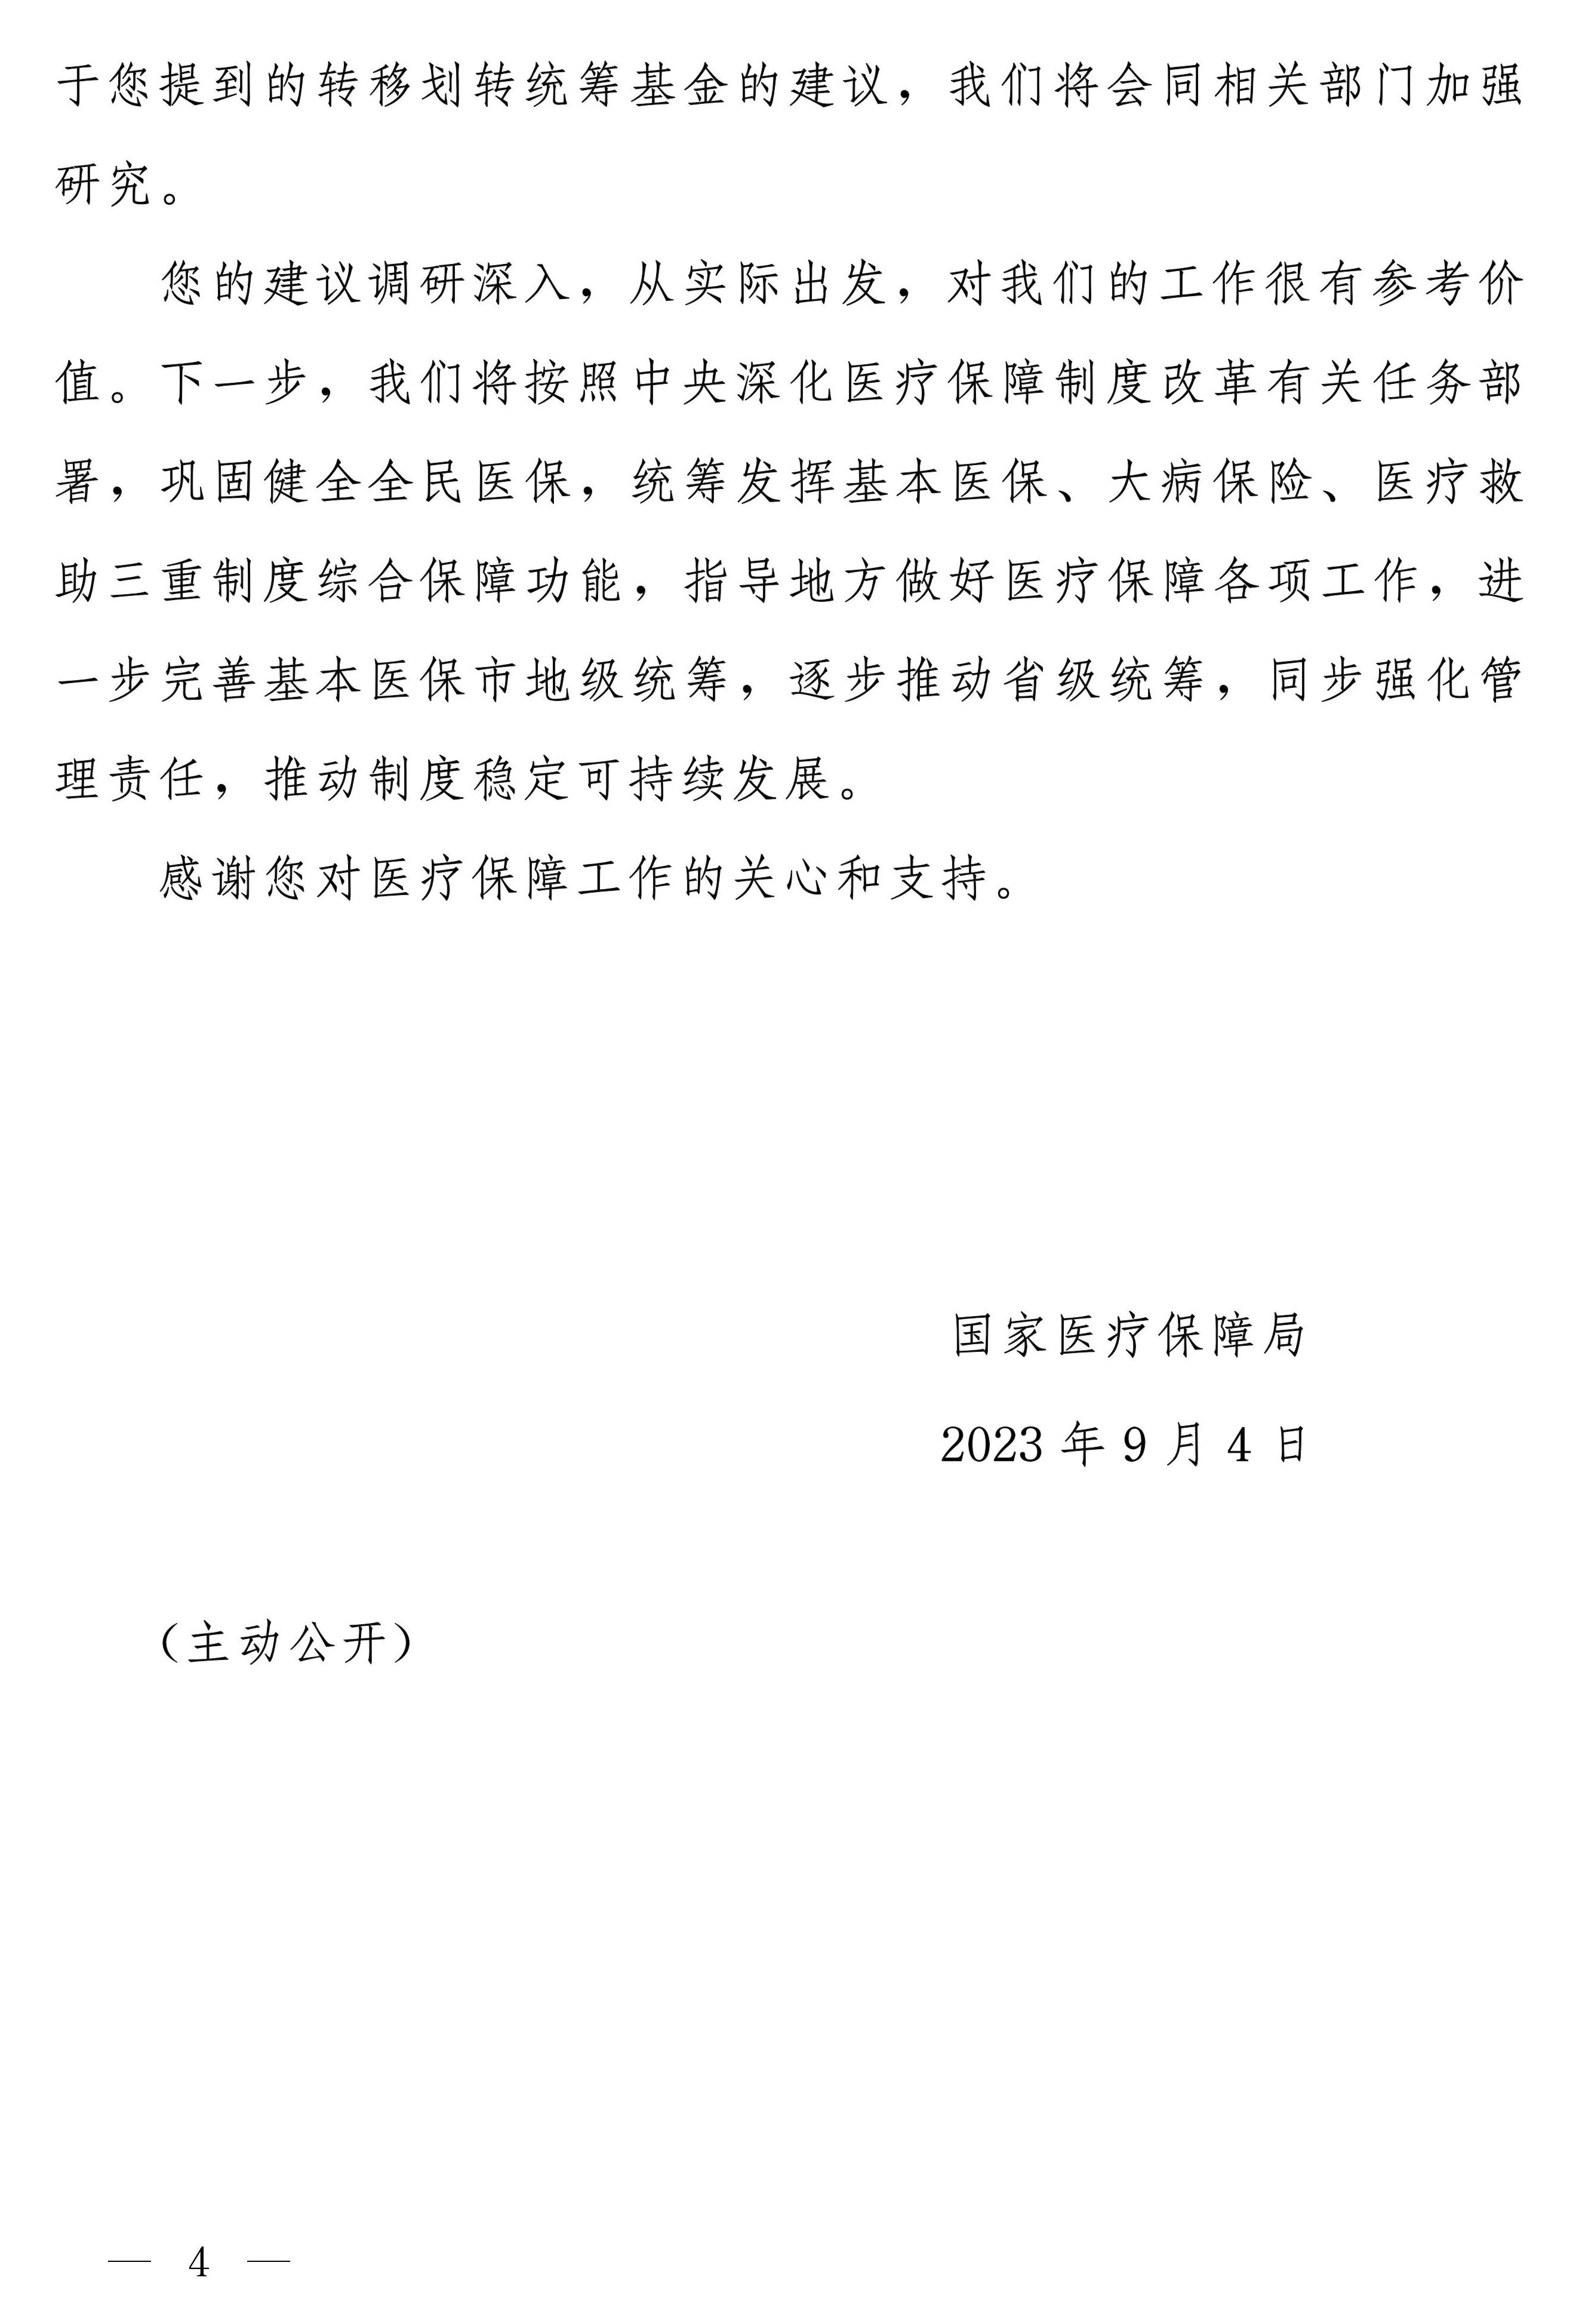 于您提到的转移划转统筹基金的建议，我们将会同相关部门加强
研究。
您的建议调研深入，从实际出发，对我们的工作很有参考价
值。下一步，我们将按照中央深化医疗保障制度改革有关任务部
署，巩固健全全民医保，统筹发挥基本医保、大病保险、医疗救
助三重制度综合保障功能，指导地方做好医疗保障各项工作，进
一步完善基本医保市地级统筹，逐步推动省级统筹，同步强化管
理责任，推动制度稳定可持续发展。
感谢您对医疗保障工作的关心和支持。
国家医疗保障局
2023 年 9 月 4 日
（主动公开）
— 4 —